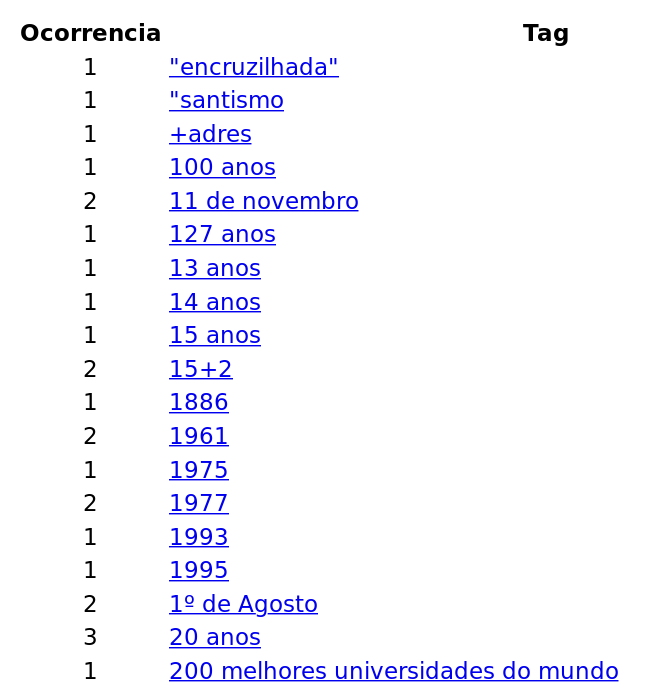 Ocorrencia Tag
1 "encruzilhada"
1 "santismo
1 +adres
1 100 anos
2 11 de novembro
1 127 anos
1 13 anos
1 14 anos
1 15 anos
2 15+2
1 1886
2 1961
1 1975
2 1977
1 1993
1 1995
2 1º de Agosto
3 20 anos
1 200 melhores universidades do mundo